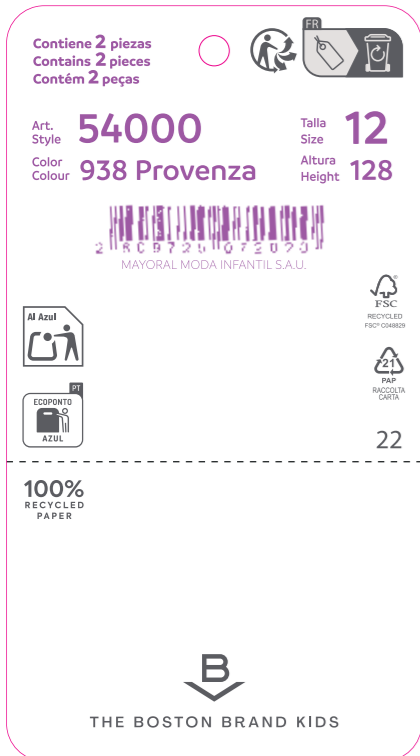 Contiene 2 piezas
Contains 2 pieces
Contém 2 peças
FR
Art.
Style
54000
Talla
Size
12
Color
Colour
938 Provenza
Altura
Height
128
MAYORAL MODA INFANTIL S.A.U.
Al Azul
FSC
RECYCLED
FSC® C048829
21
PAP
RACCOLTA
CARTA
PT
ECOPONTO
AZUL
22
100%
RECYCLED
PAPER
B
THE BOSTON BRAND KIDS